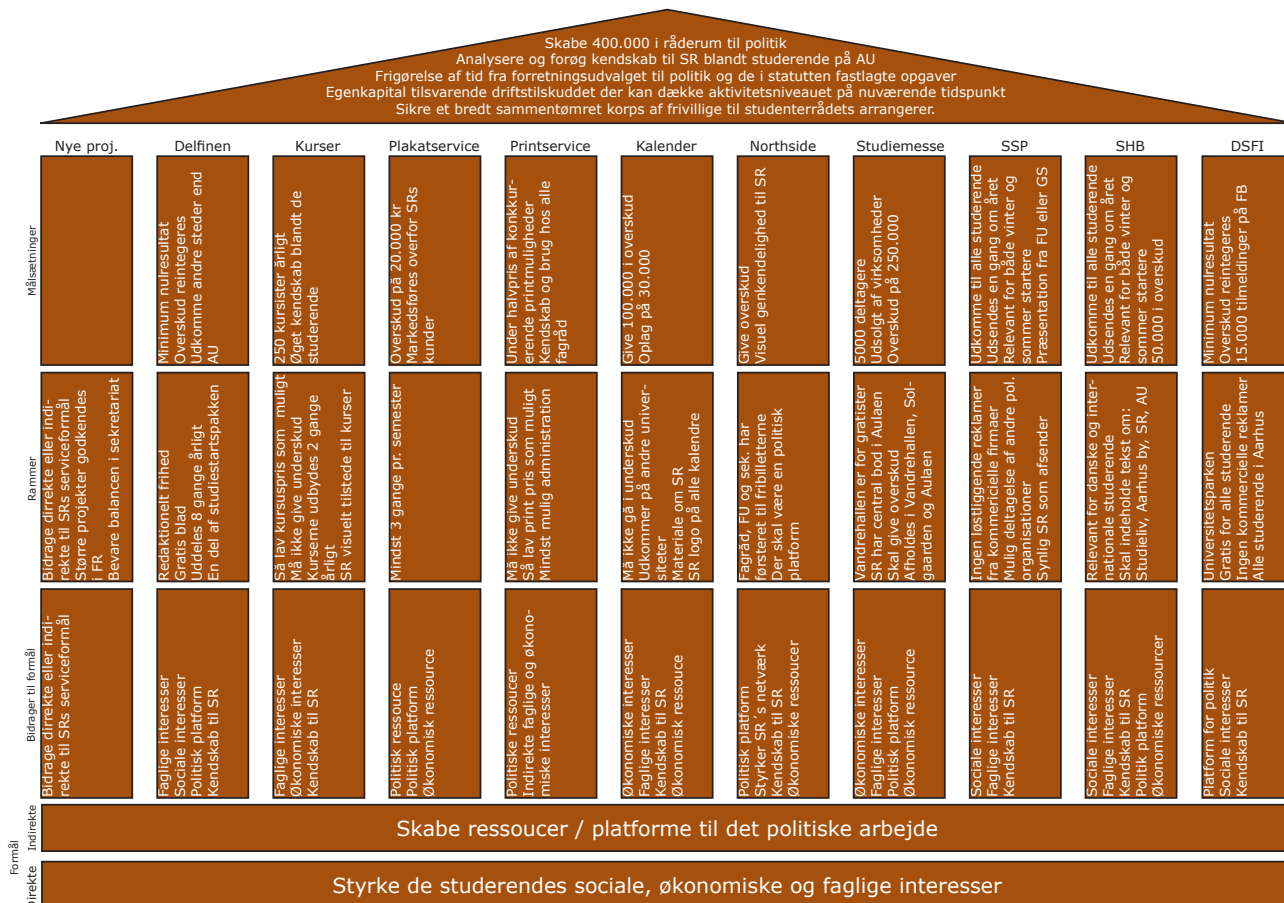 Skabe 400.000 i råderum til politik
Analysere og forøg kendskab til SR blandt studerende på AU
Frigørelse af tid fra forretningsudvalget til politik og de i statutten fastlagte opgaver
Egenkapital tilsvarende driftstilskuddet der kan dække aktivitetsniveauet på nuværende tidspunkt
Sikre et bredt sammentømret korps af frivillige til studenterrådets arrangerer.
Nye proj.
Delfinen
Kurser
Plakatservice
Printservice
Kalender
Northside
Studiemesse
SSP
SHB
DSFI
Målsætninger
Minimum nulresultat
Overskud reintegeres
Udkomme andre steder end
AU
250 kursister årligt
Øget kendskab blandt de
studerende
Overskud på 20.000 kr
Markedsføres overfor SRs
kunder
Under halvpris af konkkur-
erende printmuligheder
Kendskab og brug hos alle
fagråd
Give 100.000 i overskud
Oplag på 30.000
Give overskud
Visuel genkendelighed til SR
5000 deltagere
Udsolgt af virksomheder
Overskud på 250.000
Udkomme til alle studerende
Udsendes en gang om året
Relevant for både vinter og
sommer startere
Præsentation fra FU eller GS
Udkomme til alle studerende
Udsendes en gang om året
Relevant for både vinter og
sommer startere
50.000 i overskud
Minimum nulresultat
Overskud reintegeres
15.000 tilmeldinger på FB
Rammer
Bidrage dirrekte eller indi-
rekte til SRs serviceformål
Større projekter godkendes
i FR
Bevare balancen i sekretariat
Redaktionelt frihed
Gratis blad
Uddeles 8 gange årligt
En del af studiestartspakken
Så lav kursuspris som muligt
Må ikke give underskud
Kurserne udbydes 2 gange
årligt
SR visuelt tilstede til kurser
Mindst 3 gange pr. semester
Må ikke give underskud
Så lav print pris som muligt
Mindst mulig administration
Må ikke gå i underskud
Udkommer på andre univer-
siteter
Materiale om SR
SR logo på alle kalendre
Fagråd, FU og sek. har
førsteret til fribilletterne
Der skal være en politisk
platform
Vandrehallen er for gratister
SR har central bod i Aulaen
Skal give overskud
Afholdes i Vandrehallen, Sol-
gaarden og Aulaen
Ingen løstliggende reklamer
fra kommericielle firmaer
Mulig deltagelse af andre pol.
organisationer
Synlig SR som afsender
Relevant for danske og inter-
nationale studerende
Skal indeholde tekst om:
Studieliv, Aarhus by, SR, AU
Universitetsparken
Gratis for alle studerende
Ingen kommercielle reklamer
Alle studerende i Aarhus
Bidrager til formål
Bidrage dirrekte eller indi-
rekte til SRs serviceformål
Faglige interesser
Sociale interesser
Politisk platform
Kendskab til SR
Faglige interesser
Økonomiske interesser
Kendskab til SR
Politisk ressouce
Politisk platform
Økonomisk ressource
Politiske ressoucer
Indirekte faglige og økono-
miske interesser
Økonomiske interesser
Faglige interesser
Kendskab til SR
Økonomisk ressouce
Politisk platform
Styrker SR´s netværk
Kendskab til SR
Økonomiske ressoucer
Økonomiske interesser
Faglige interesser
Politisk platform
Økonomisk ressource
Sociale interesser
Faglige interesser
Kendskab til SR
Sociale interesser
Faglige interesser
Kendskab til SR
Politik platform
Økonomiske ressourcer
Platform for politik
Sociale interesser
Kendskab til SR
Formål
Indirekte
Skabe ressoucer / platforme til det politiske arbejde
Styrke de studerendes sociale, økonomiske og faglige interesser